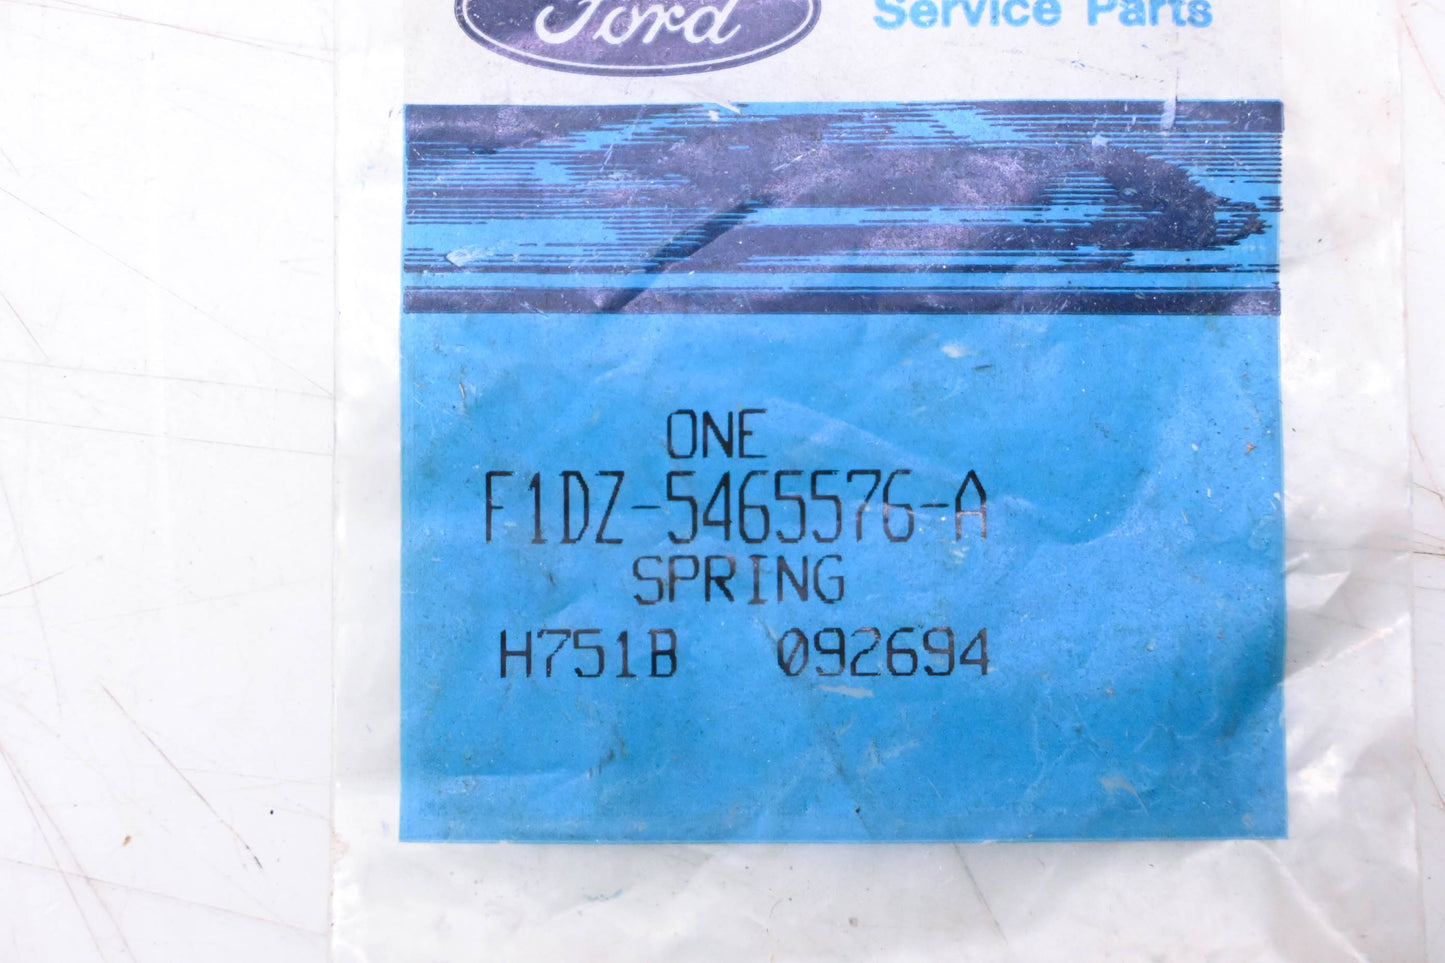 Ford
Service Parts
ONE
F1DZ-5465576-A
SPRING
H751B 092694